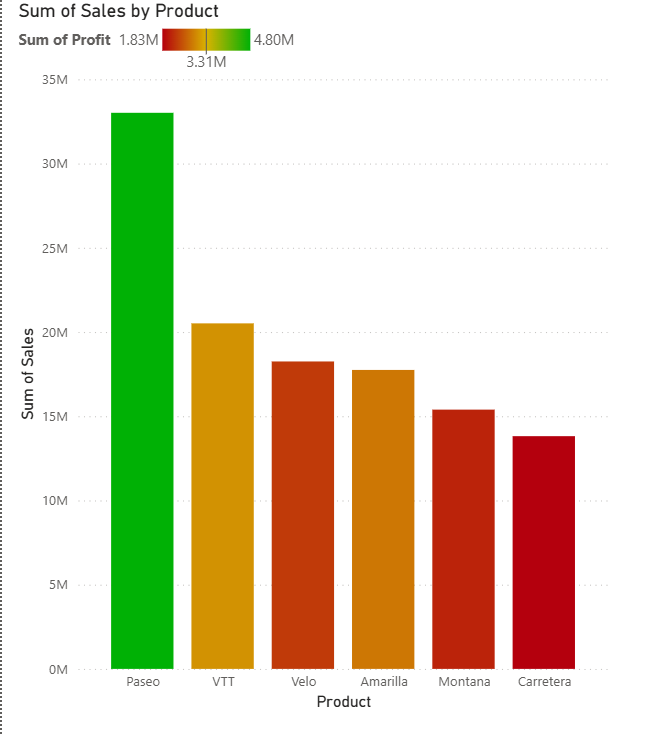 Sum of Sales by Product
Sum of Profit 1.83M 4.80M
3.31M
35M
30M
25M
20M
15M
10M
5M
0M
Sum of Sales
Paseo VTT Velo Amarilla Montana Carretera
Product